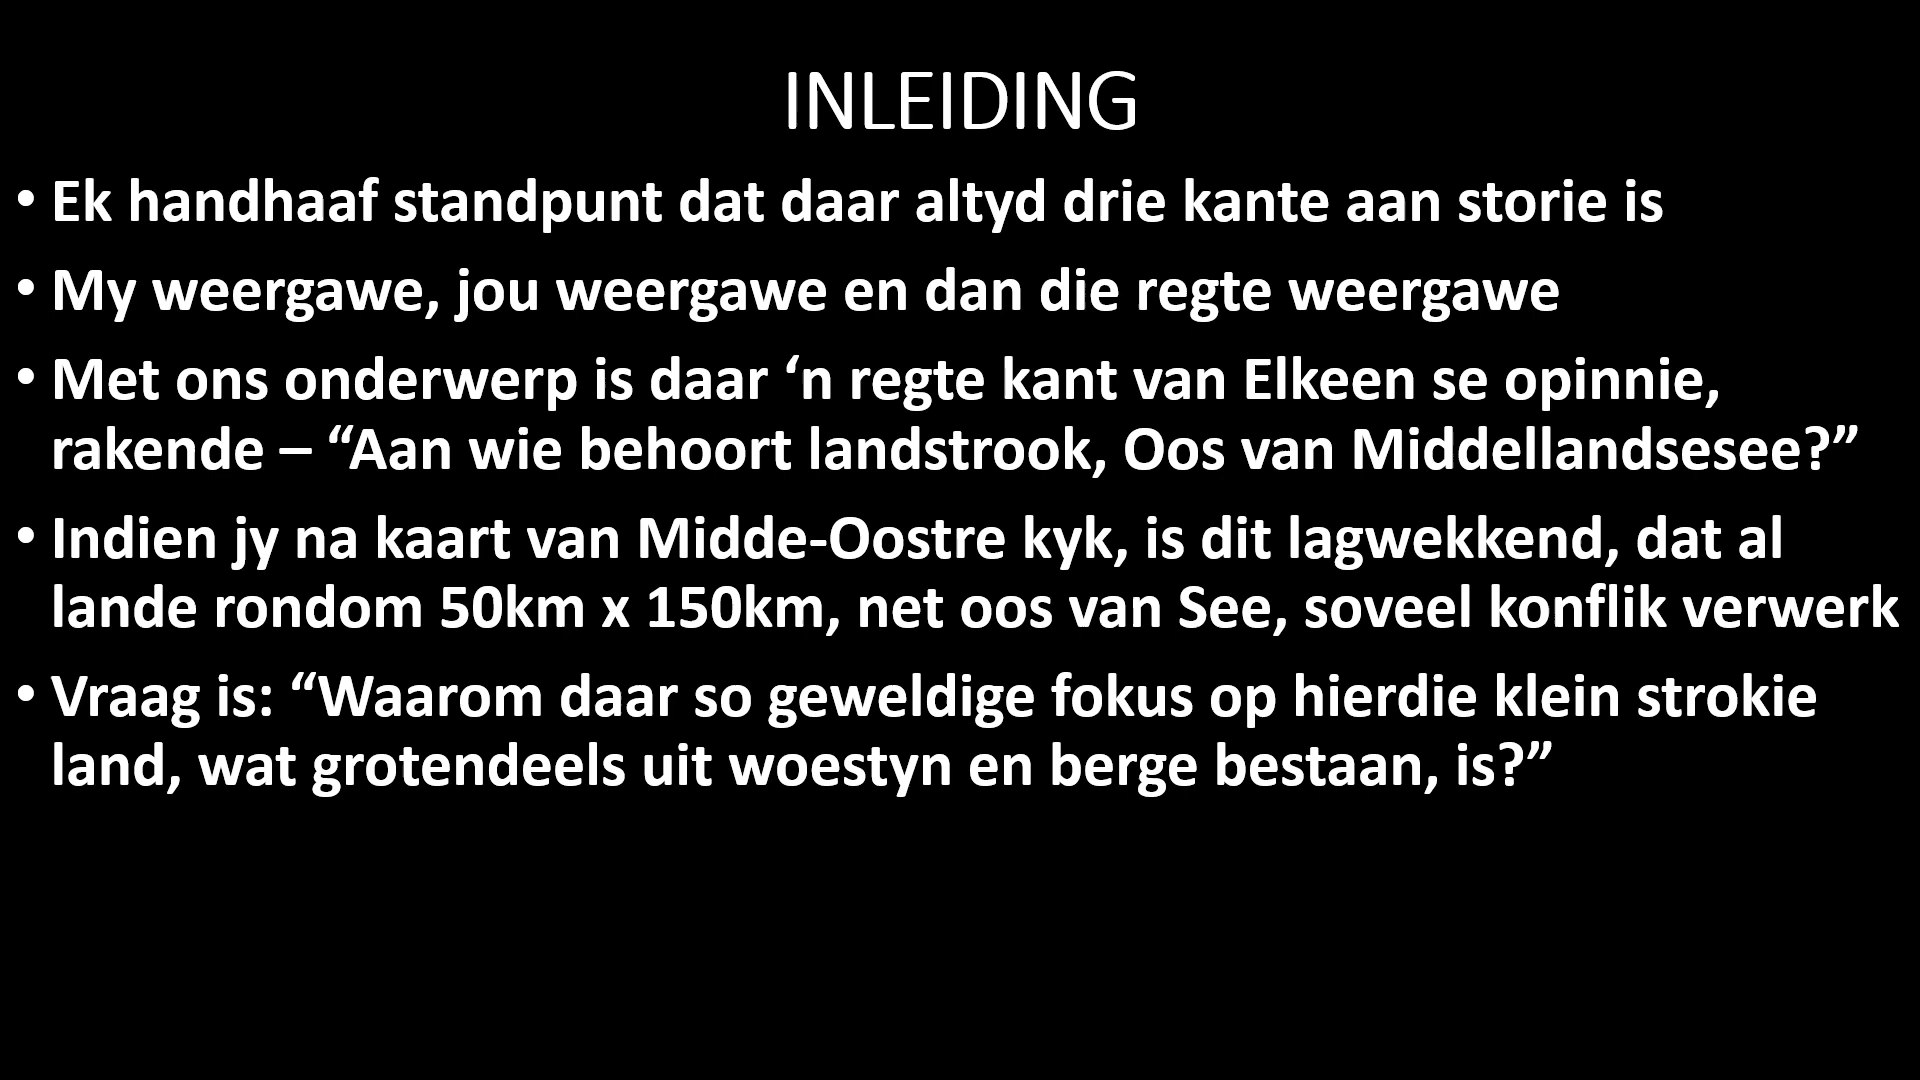 INLEIDING
• Ek handhaaf standpunt dat daar altyd drie kante aan storie is
• My weergawe, jou weergawe en dan die regte weergawe
• Met ons onderwerp is daar ‘n regte kant van Elkeen se opinnie,
rakende – “Aan wie behoort landstrook, Oos van Middellandsesee?”
• Indien jy na kaart van Midde-Oostre kyk, is dit lagwekkend, dat al
lande rondom 50km x 150km, net oos van See, soveel konflik verwerk
• Vraag is: “Waarom daar so geweldige fokus op hierdie klein strokie
land, wat grotendeels uit woestyn en berge bestaan, is?”